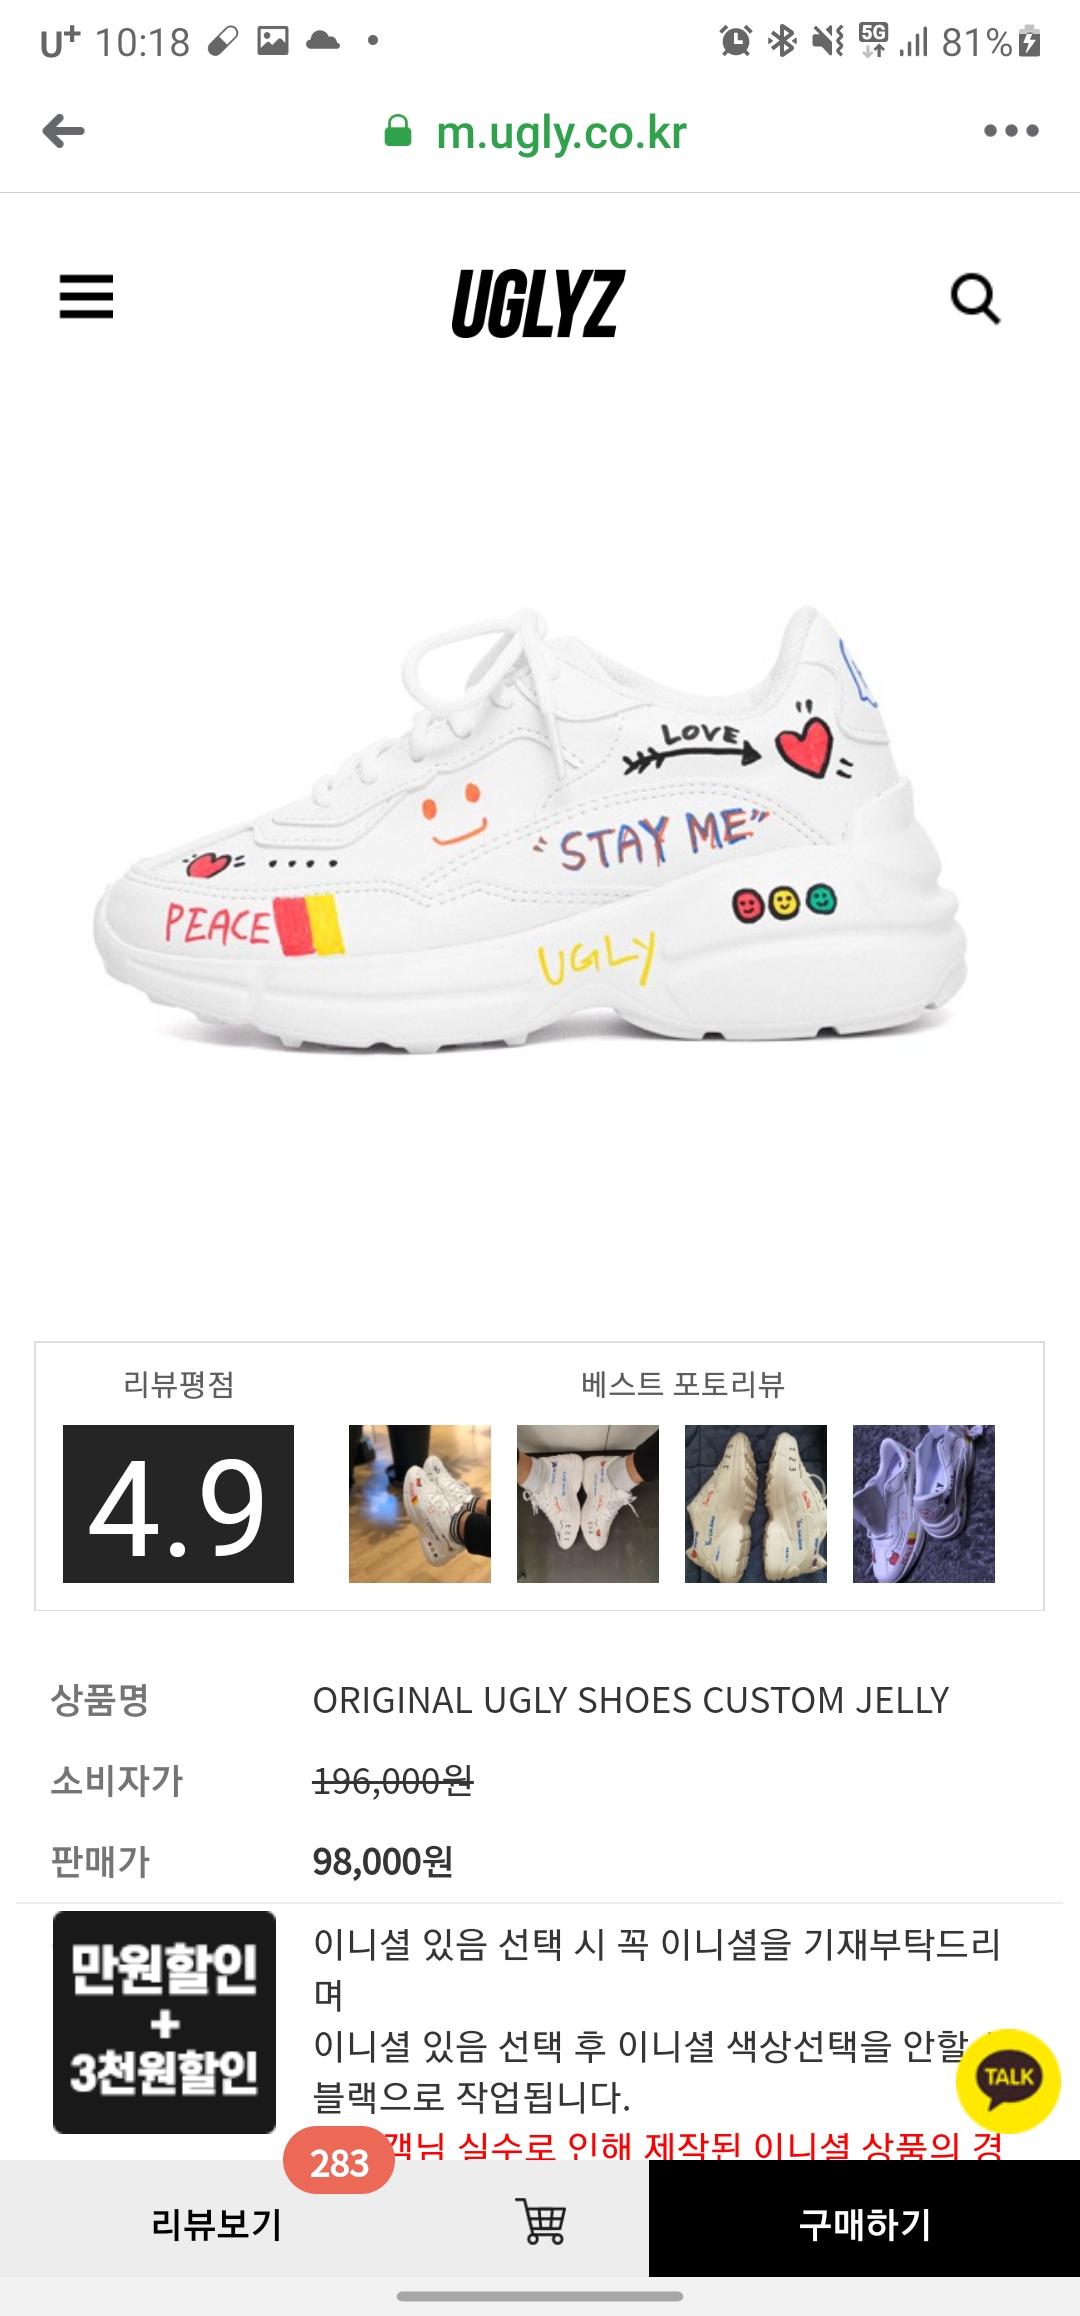 U+ 10:18 5G 81%
m.ugly.co.kr
UGLYZ
LOVE
"STAY ME"
PEACE
UGLY
리뷰평점
베스트 포토리뷰
4.9
상품명 ORIGINAL UGLY SHOES CUSTOM JELLY
소비자가 196,000원
판매가 98,000원
만원할인
+
3천원할인
이니셜 있음 선택 시 꼭 이니셜을 기재부탁드리
며
이니셜 있음 선택 후 이니셜 색상선택을 안할
블랙으로 작업됩니다.
TALK
객님 실수로 인해 제작된 이니셜 상품의 경
283
리뷰보기
구매하기